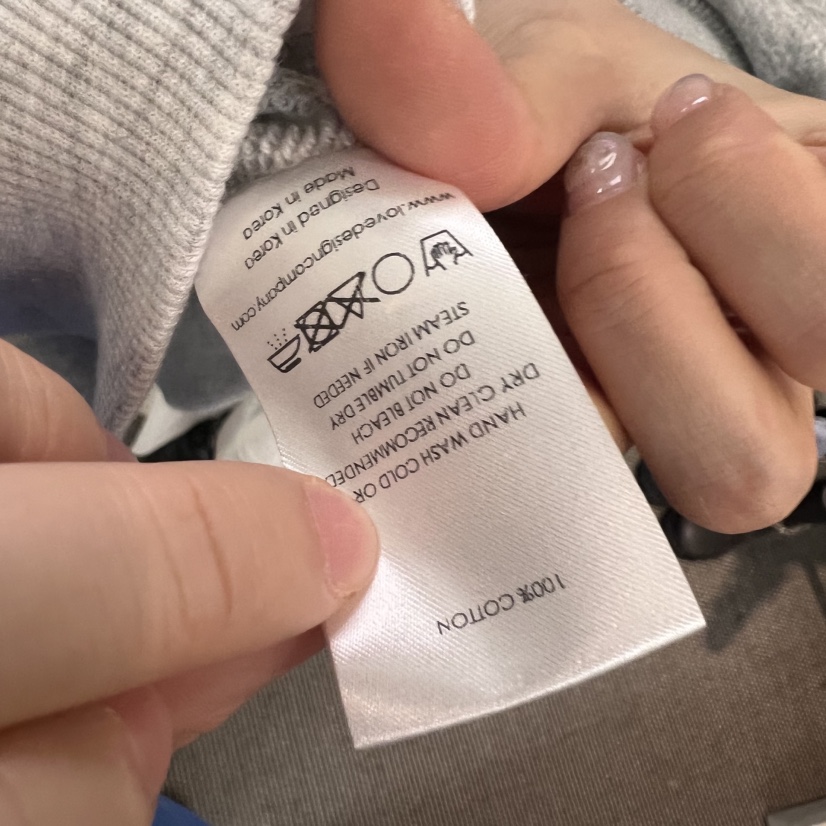 100% COTTON
HAND WASH COLD OR
DRY CLEAN RECOMMENDED
DO NOT BLEACH
DO NOT TUMBLE DRY
STEAM IRON IF NEEDED
www.lovedesigncompany.com
Designed in Korea
Made in Korea